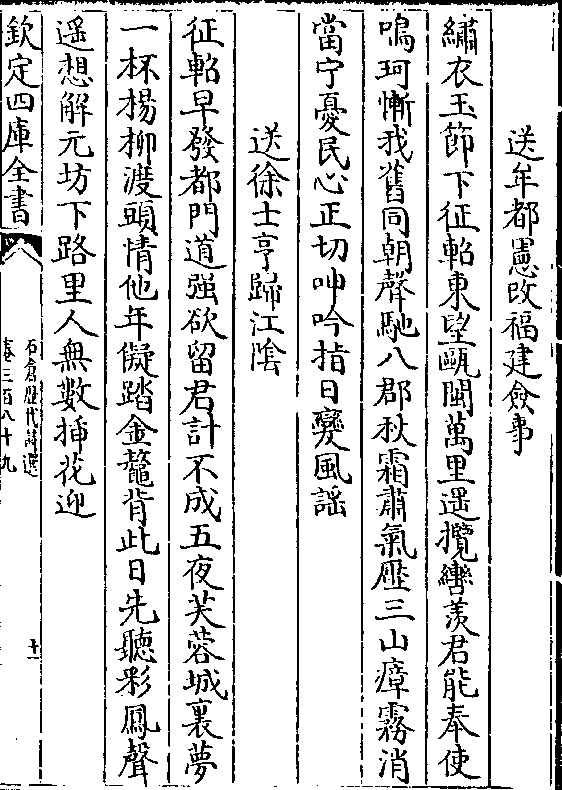 送牟都憲改福建僉事
繡衣玉節下征軺東望甌閩萬里遥攬轡羡君能奉使
鳴珂慚我舊同朝聲馳八郡秋霜肅氣壓三山瘴霧消
當宁憂民心正切呻吟指日變風謡
送徐士亨歸江陰
征軺早發都門道强欲留君計不成五夜芙蓉城裏夢
一杯楊柳渡頭情他年儗踏金鼇背此日先聽彩鳳聲
遥想解元坊下路里人無數揷花迎
欽定四庫全書
石倉歷代詩選
卷三百八十九
十一